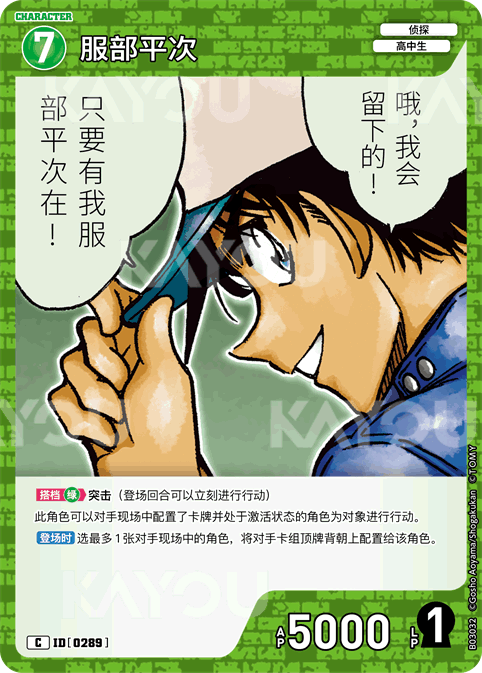 CHARACTER
7
服部平次
侦探
高中生
哦，我会
留下的！
只要有我服
部平次在！
KAYOU
搭档 绿 突击（登场回合可以立刻进行行动）
此角色可以对手现场中配置了卡牌并处于激活状态的角色为对象进行行动。
登场时 选最多1张对手现场中的角色，将对手卡组顶牌背朝上配置给该角色。
C ID[0289]
AP 5000
LP 1
B03032 ©Gosho Aoyama/Shogakukan ©T.O.M.Y